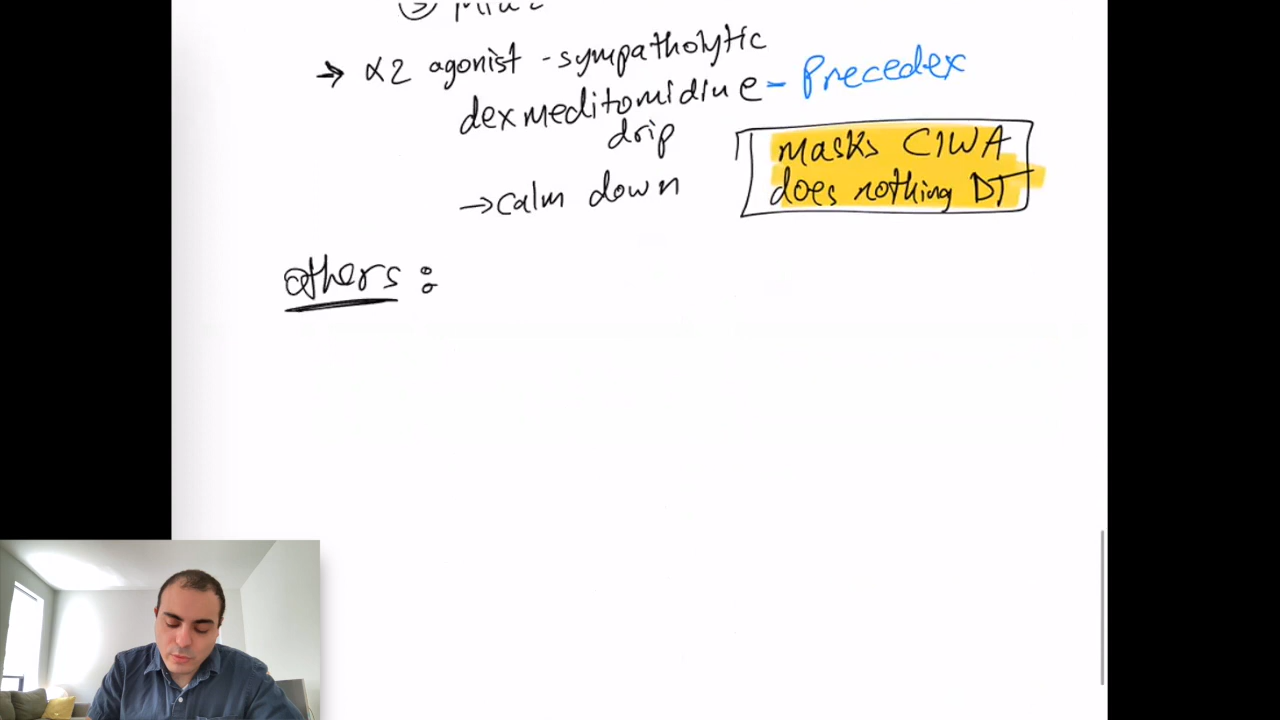 → α2 agonist - sympatholytic
dexmeditomidine - Precedex
drip
→ calm down
masks CIWA
does nothing DT
others: